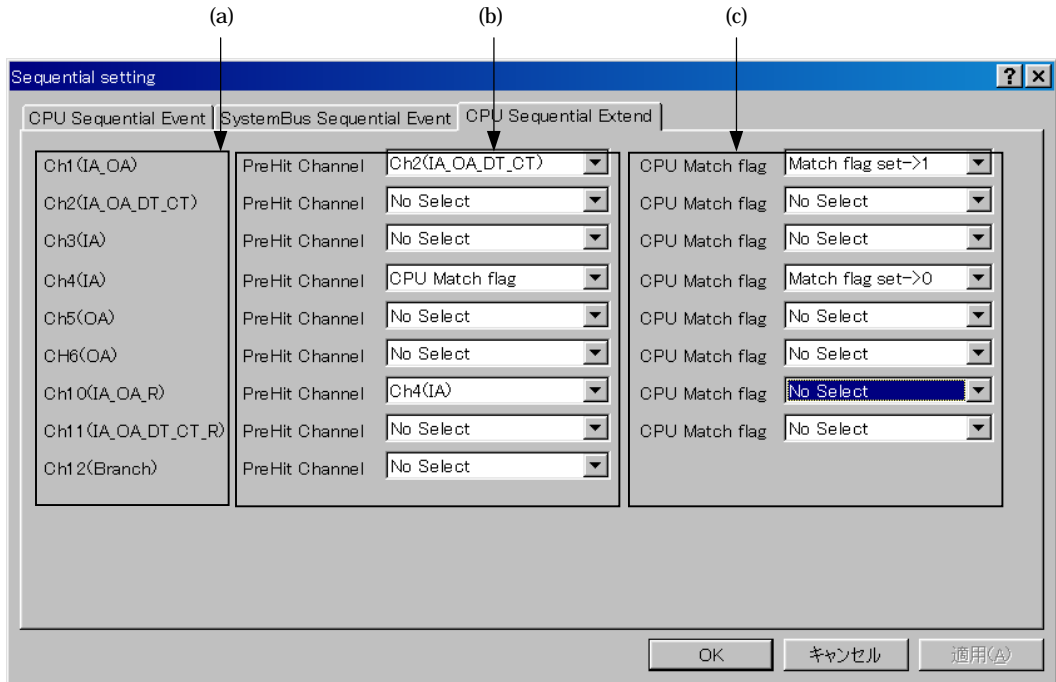 (a) (b) (c)
Sequential setting
CPU Sequential Event SystemBus Sequential Event CPU Sequential Extend
Ch1(IA_OA) PreHit Channel Ch2(IA_OA_DT_CT) CPU Match flag Match flag set->1
Ch2(IA_OA_DT_CT) PreHit Channel No Select CPU Match flag No Select
Ch3(IA) PreHit Channel No Select CPU Match flag No Select
Ch4(IA) PreHit Channel CPU Match flag CPU Match flag Match flag set->0
Ch5(OA) PreHit Channel No Select CPU Match flag No Select
CH6(OA) PreHit Channel No Select CPU Match flag No Select
Ch10(IA_OA_R) PreHit Channel Ch4(IA) CPU Match flag No Select
Ch11(IA_OA_DT_CT_R) PreHit Channel No Select CPU Match flag No Select
Ch12(Branch) PreHit Channel No Select
OK キャンセル 適用(A)